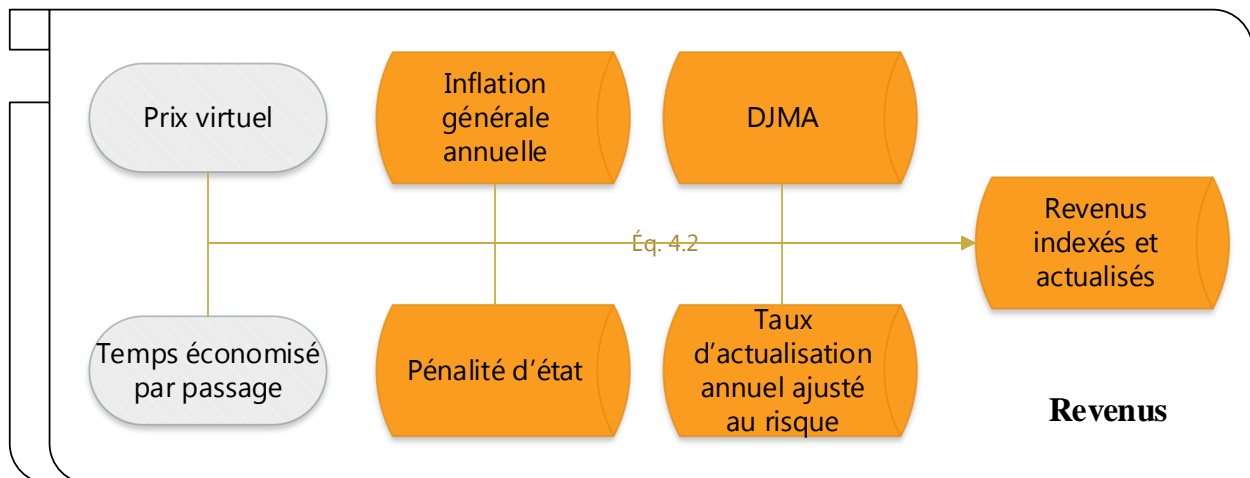 Prix virtuel
Inflation
générale
annuelle
DJMA
Éq. 4.2
Revenus
indexés et
actualisés
Temps économisé
par passage
Pénalité d’état
Taux
d’actualisation
annuel ajusté
au risque
Revenus